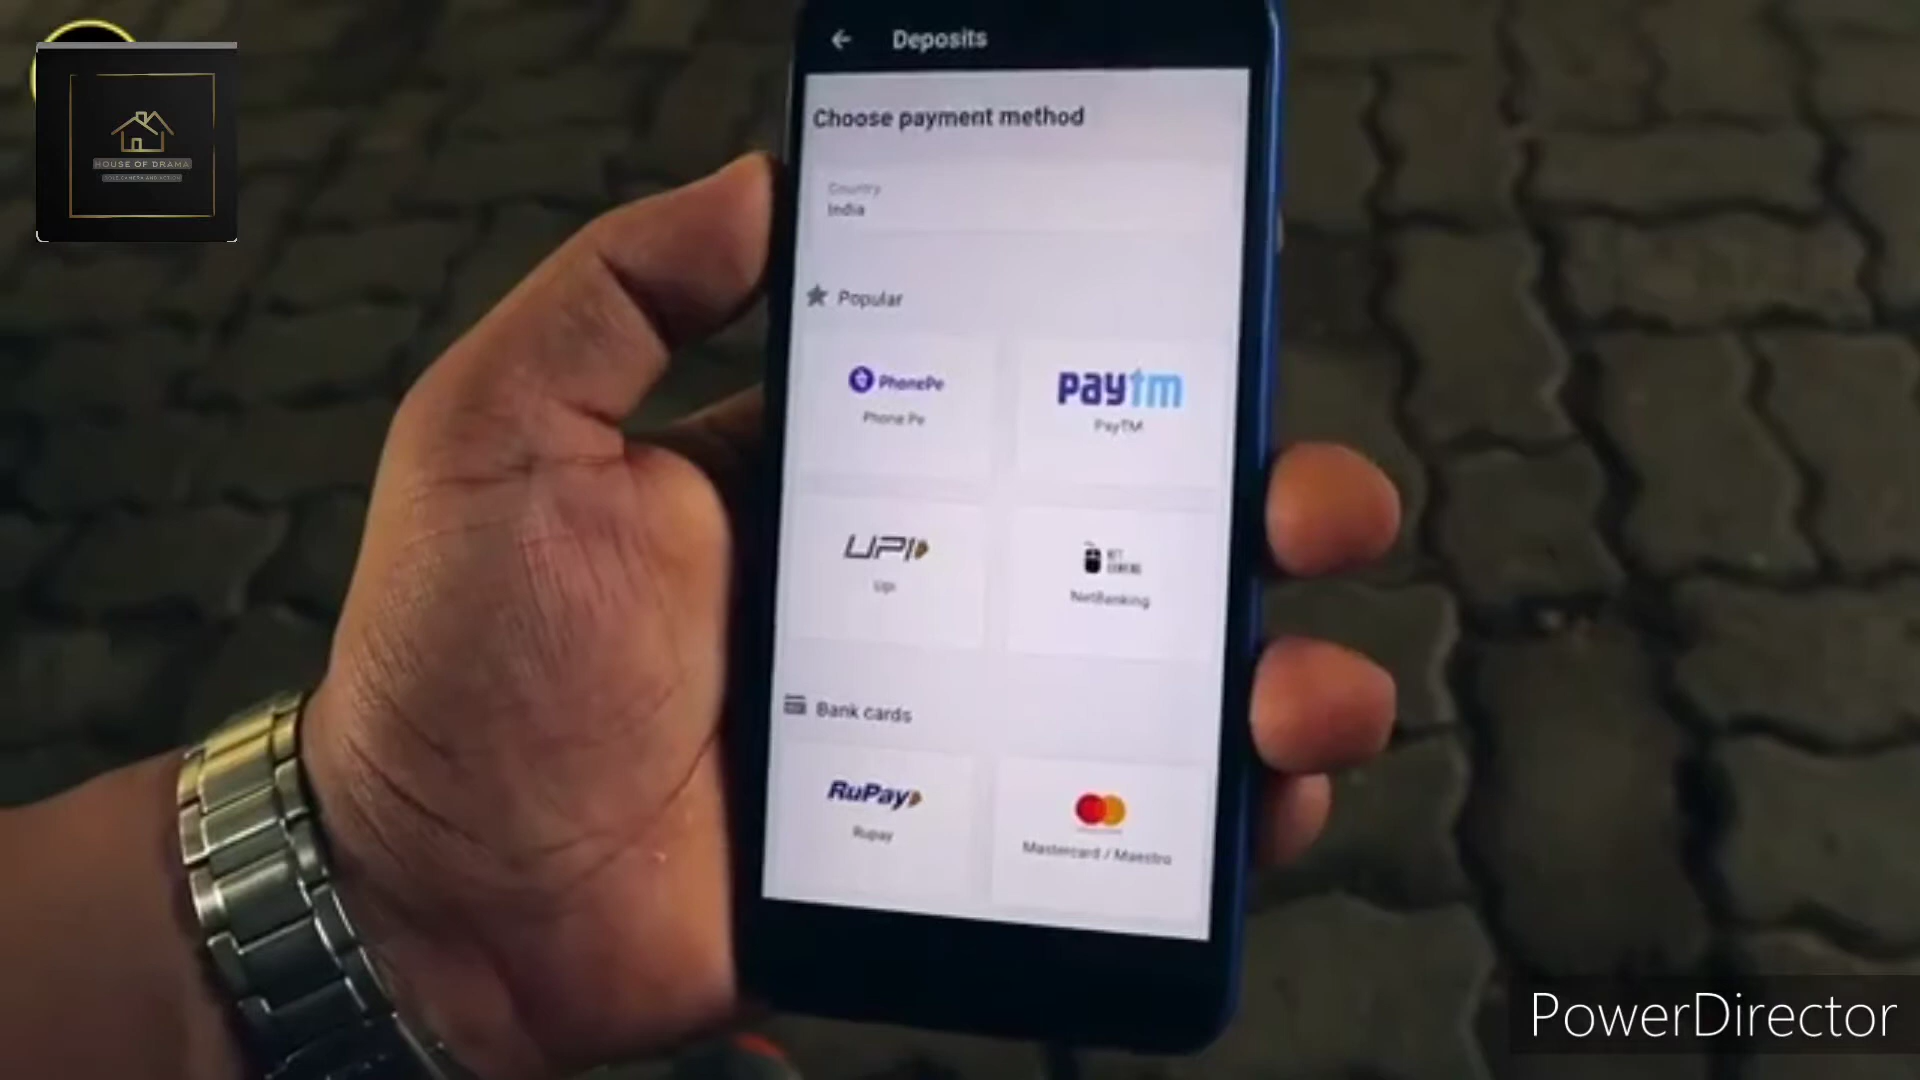 Deposits
Choose payment method
Country
India
Popular
PhonePe
Phone Pe
paytm
PayTM
UPI
Upi
NetBanking
Bank cards
RuPay
Rupay
Mastercard / Maestro
HOUSE OF DRAMA
PowerDirector